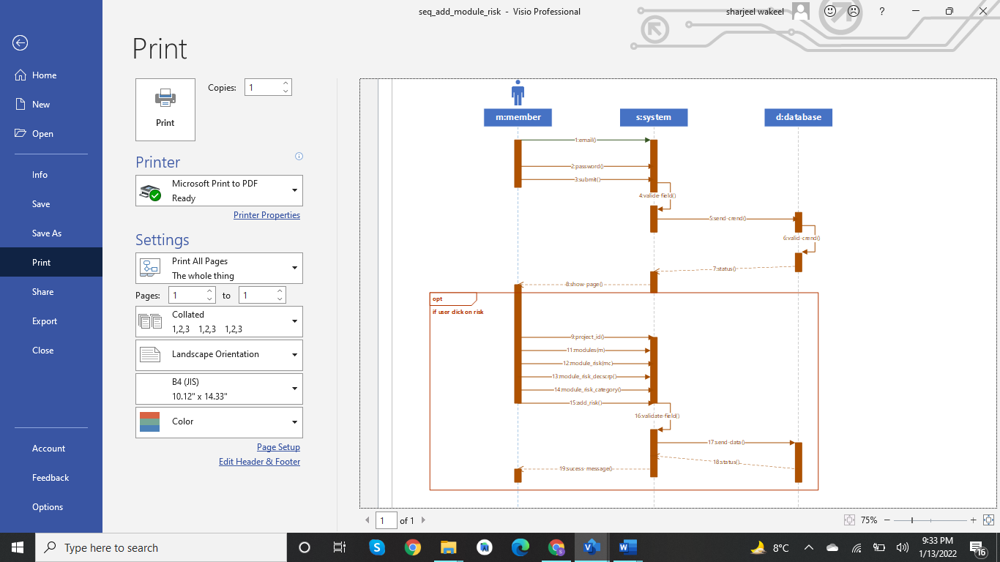 seq_add_module_risk - Visio Professional
sharjeel wakeel
?
Print
Home
New
Open
Info
Save
Save As
Print
Share
Export
Close
Account
Feedback
Options
Print
Copies: 1
Printer
Microsoft Print to PDF
Ready
Printer Properties
Settings
Print All Pages
The whole thing
Pages: 1 to 1
Collated
1,2,3 1,2,3 1,2,3
Landscape Orientation
B4 (JIS)
10.12" x 14.33"
Color
Page Setup
Edit Header & Footer
m:member s:system d:database
1:email()
2:password()
3:submit()
4:valide field()
5:send crend()
6:valid crend()
7:status()
8:show page()
opt
if user click on risk
9:project_id()
11:modules(m)
12:module_risk(mc)
13:module_risk_decscrp()
14:module_risk_category()
15:add_risk()
16:validate field()
17:send data()
18:status()
19:sucess message()
1 of 1
75%
Type here to search
8°C
9:33 PM
1/13/2022
16